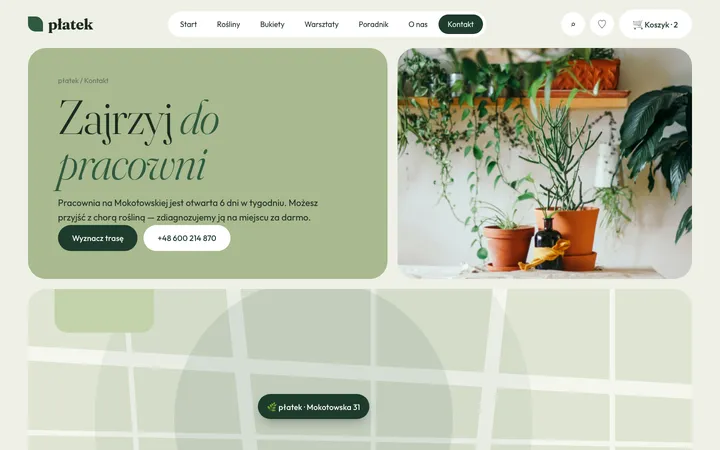 płatek
Start Rośliny Bukiety Warsztaty Poradnik O nas Kontakt
Koszyk · 2
płatek / Kontakt
Zajrzyj do
pracowni
Pracownia na Mokotowskiej jest otwarta 6 dni w tygodniu. Możesz
przyjść z chorą rośliną — zdiagnozujemy ją na miejscu za darmo.
Wyznacz trasę
+48 600 214 870
płatek · Mokotowska 31